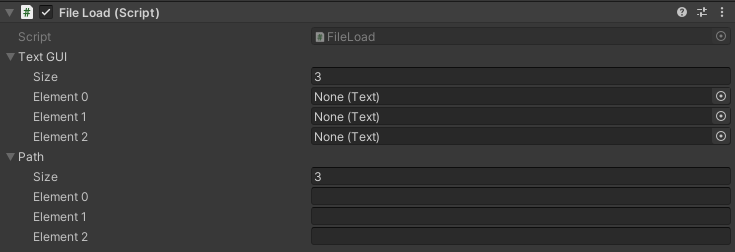 File Load (Script)
Script FileLoad
Text GUI
Size 3
Element 0 None (Text)
Element 1 None (Text)
Element 2 None (Text)
Path
Size 3
Element 0
Element 1
Element 2